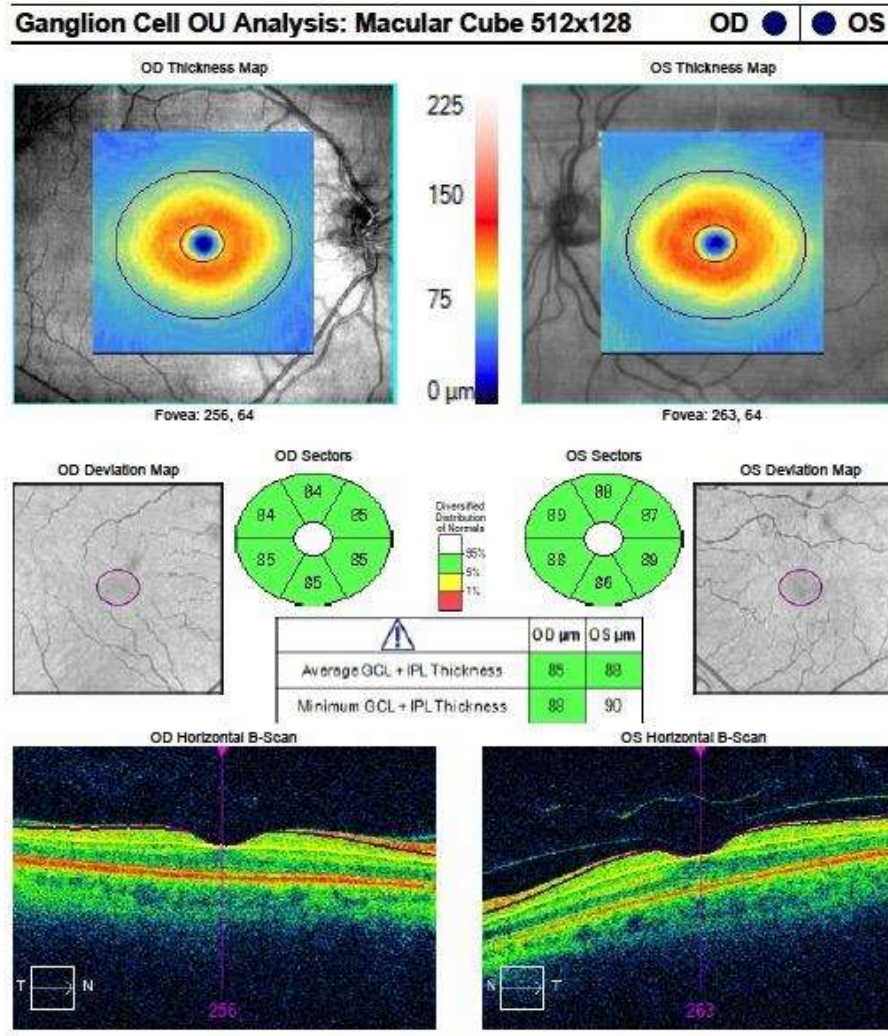 Ganglion Cell OU Analysis: Macular Cube 512x128 OD OS
OD Thickness Map
OS Thickness Map
225
150
75
0 µm
Fovea: 256, 64
Fovea: 263, 64
OD Deviation Map
OD Sectors
OS Sectors
OS Deviation Map
84
84
85
85
85
85
Diversified
Distribution
of Normals
95%
5%
1%
88
89
87
88
89
86
OD µm OS µm
Average GCL + IPL Thickness 85 88
Minimum GCL + IPL Thickness 88 90
OD Horizontal B-Scan
OS Horizontal B-Scan
T N
256
N T
263